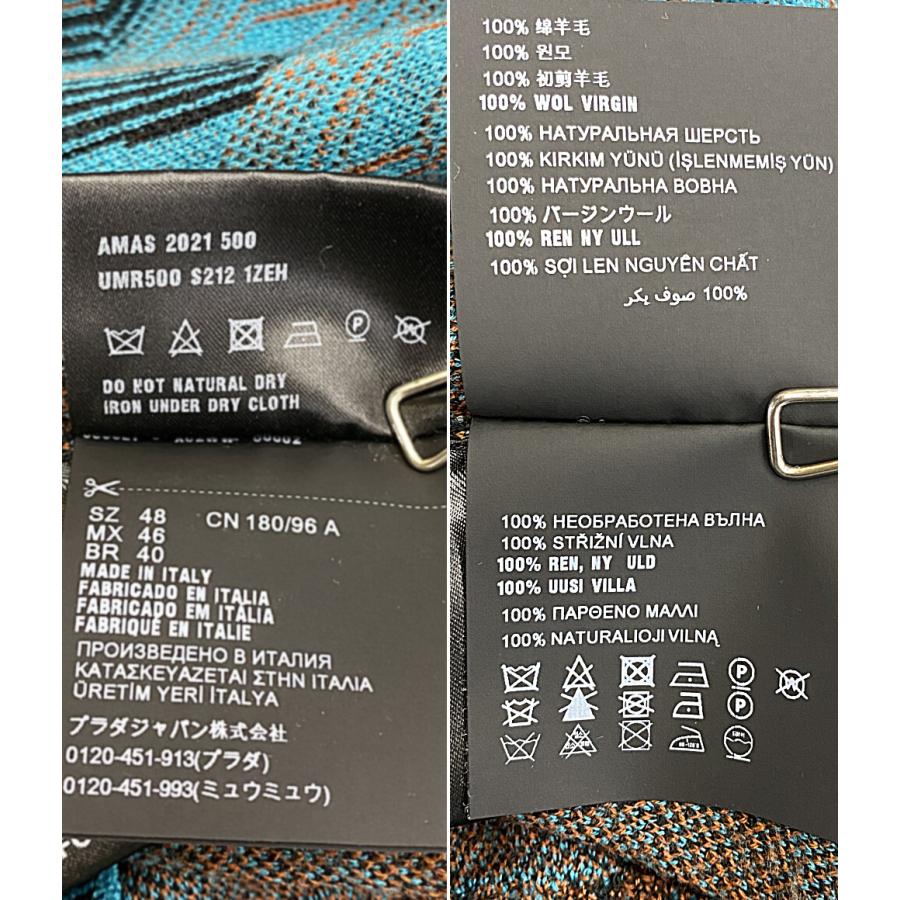 AMAS 2021 500
UMR500 S212 1ZEH
P
W
DO NOT NATURAL DRY
IRON UNDER DRY CLOTH
SZ 48 CN 180/96 A
MX 46
BR 40
MADE IN ITALY
FABRICADO EN ITALIA
FABRICADO EM ITÁLIA
FABRIQUÉ EN ITALIE
ПРОИЗВЕДЕНО В ИТАЛИЯ
ΚΑΤΑΣΚΕΥΑΖΕΤΑΙ ΣΤΗΝ ΙΤΑΛΙΑ
ÜRETİM YERİ İTALYA
プラダジャパン株式会社
0120-451-913(プラダ)
0120-451-993(ミュウミュウ)
100% 绵羊毛
100% 원모
100% 初剪羊毛
100% WOL VIRGIN
100% НАТУРАЛЬНАЯ ШЕРСТЬ
100% KIRKIM YÜNÜ (İŞLENMEMİŞ YÜN)
100% НАТУРАЛЬНА ВОВНА
100% バージンウール
100% REN NY ULL
100% SỢI LEN NGUYÊN CHẤT
100% صوف بكر
100% НЕОБРАБОТЕНА ВЪЛНА
100% STŘIŽNÍ VLNA
100% REN, NY ULD
100% UUSI VILLA
100% ΠΑΡΘΕΝΟ ΜΑΛΛΙ
100% NATURALIOJI VILNĄ
P
W
P